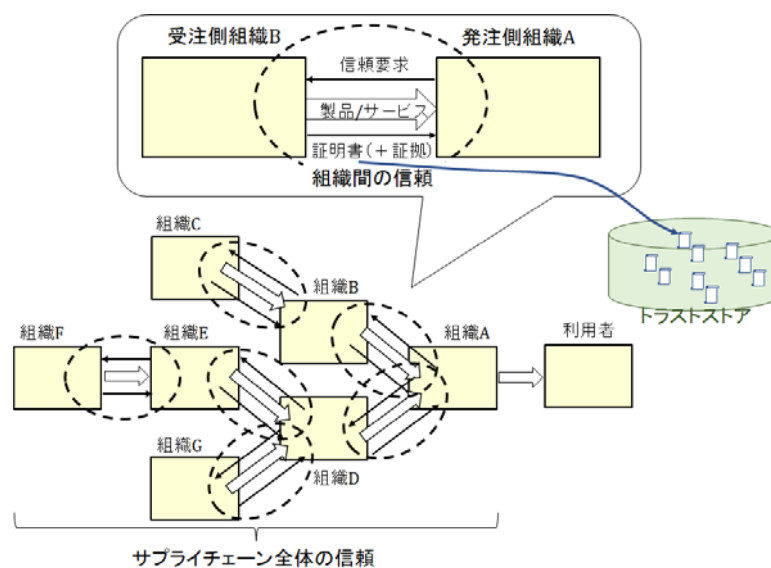 受注側組織B
発注側組織A
信頼要求
製品/サービス
証明書(+証拠)
組織間の信頼
組織C
組織B
トラストストア
組織F
組織E
組織A
利用者
組織G
組織D
サプライチェーン全体の信頼